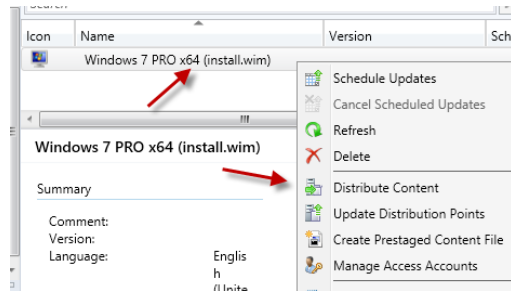 Search
Icon Name Version Sch
Windows 7 PRO x64 (install.wim)
Schedule Updates
Cancel Scheduled Updates
Refresh
Delete
Distribute Content
Update Distribution Points
Create Prestaged Content File
Manage Access Accounts
Windows 7 PRO x64 (install.wim)
Summary
Comment:
Version:
Language: Englis
h
(Unite